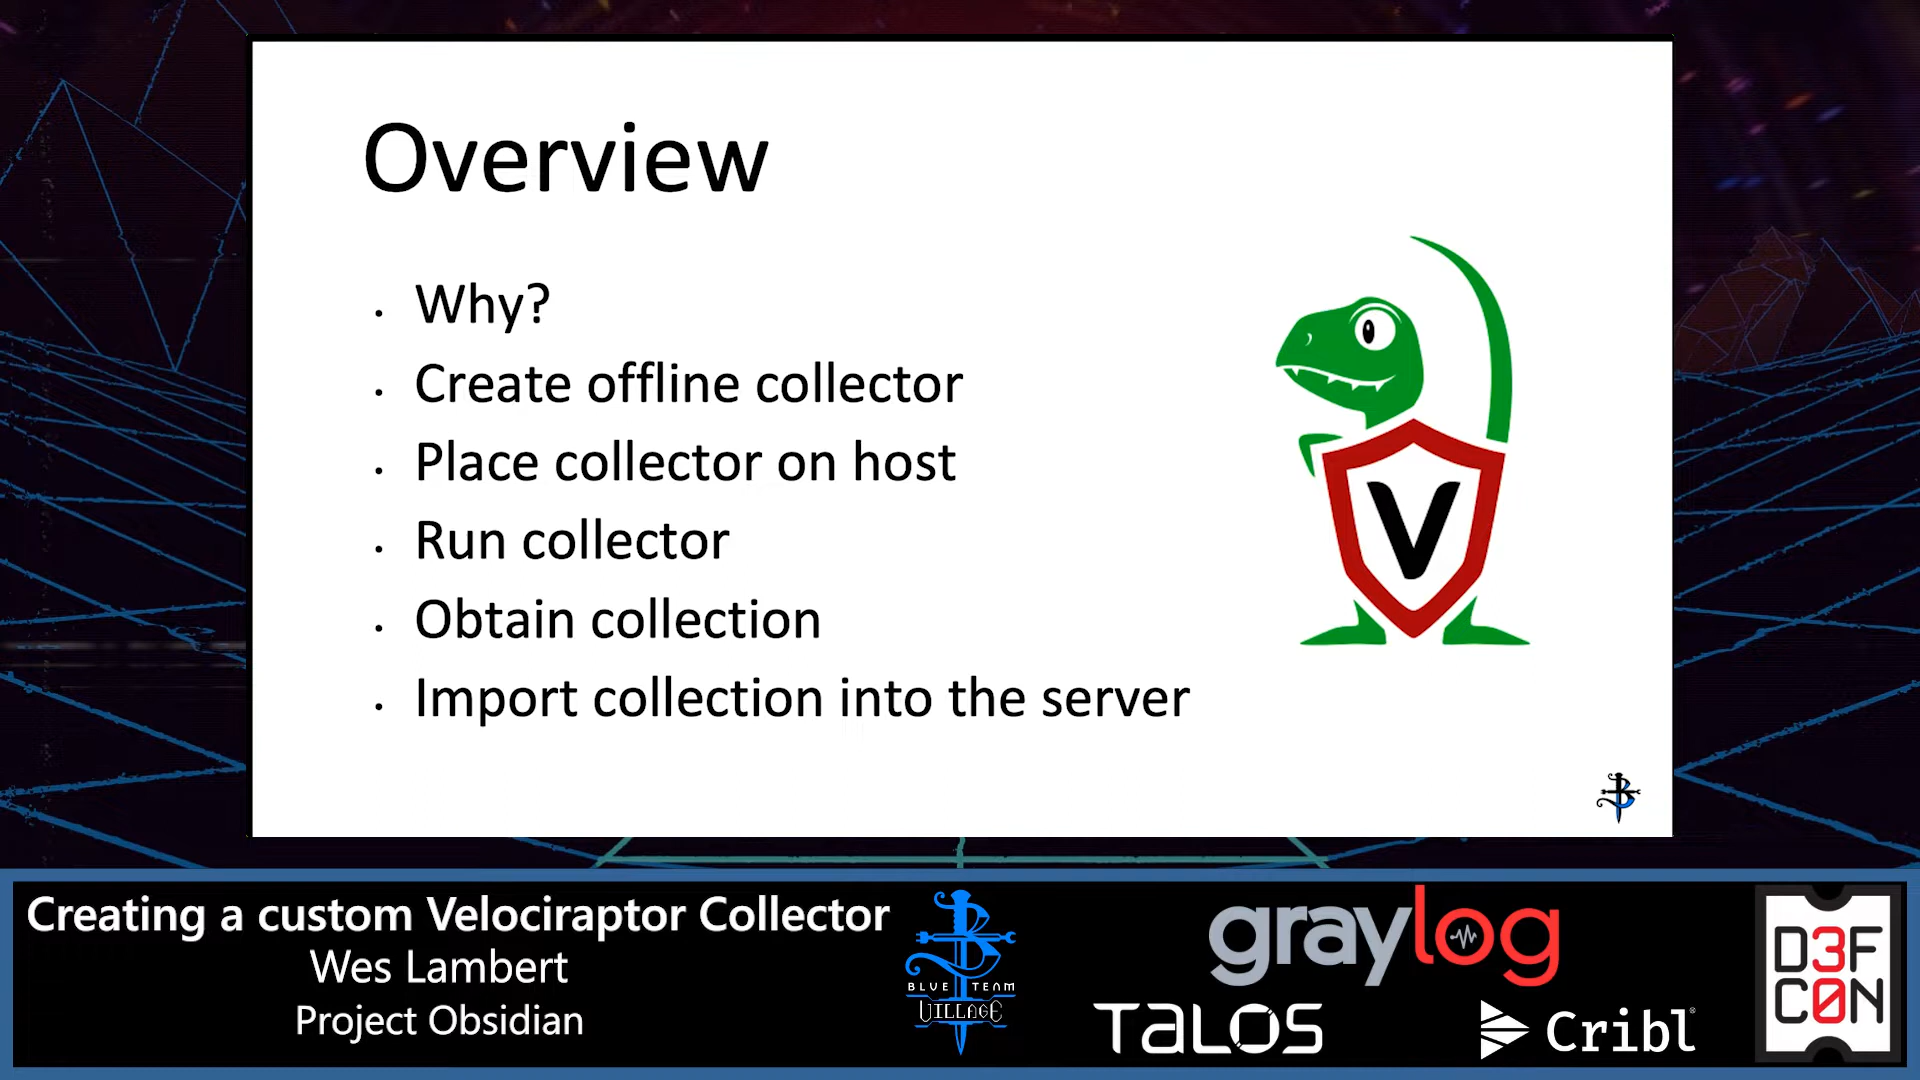 Overview
• Why?
• Create offline collector
• Place collector on host
• Run collector
• Obtain collection
• Import collection into the server
V
Creating a custom Velociraptor Collector
Wes Lambert
Project Obsidian
BLUE TEAM
VILLAGE
graylog
TALOS
Cribl
D3F
C0N